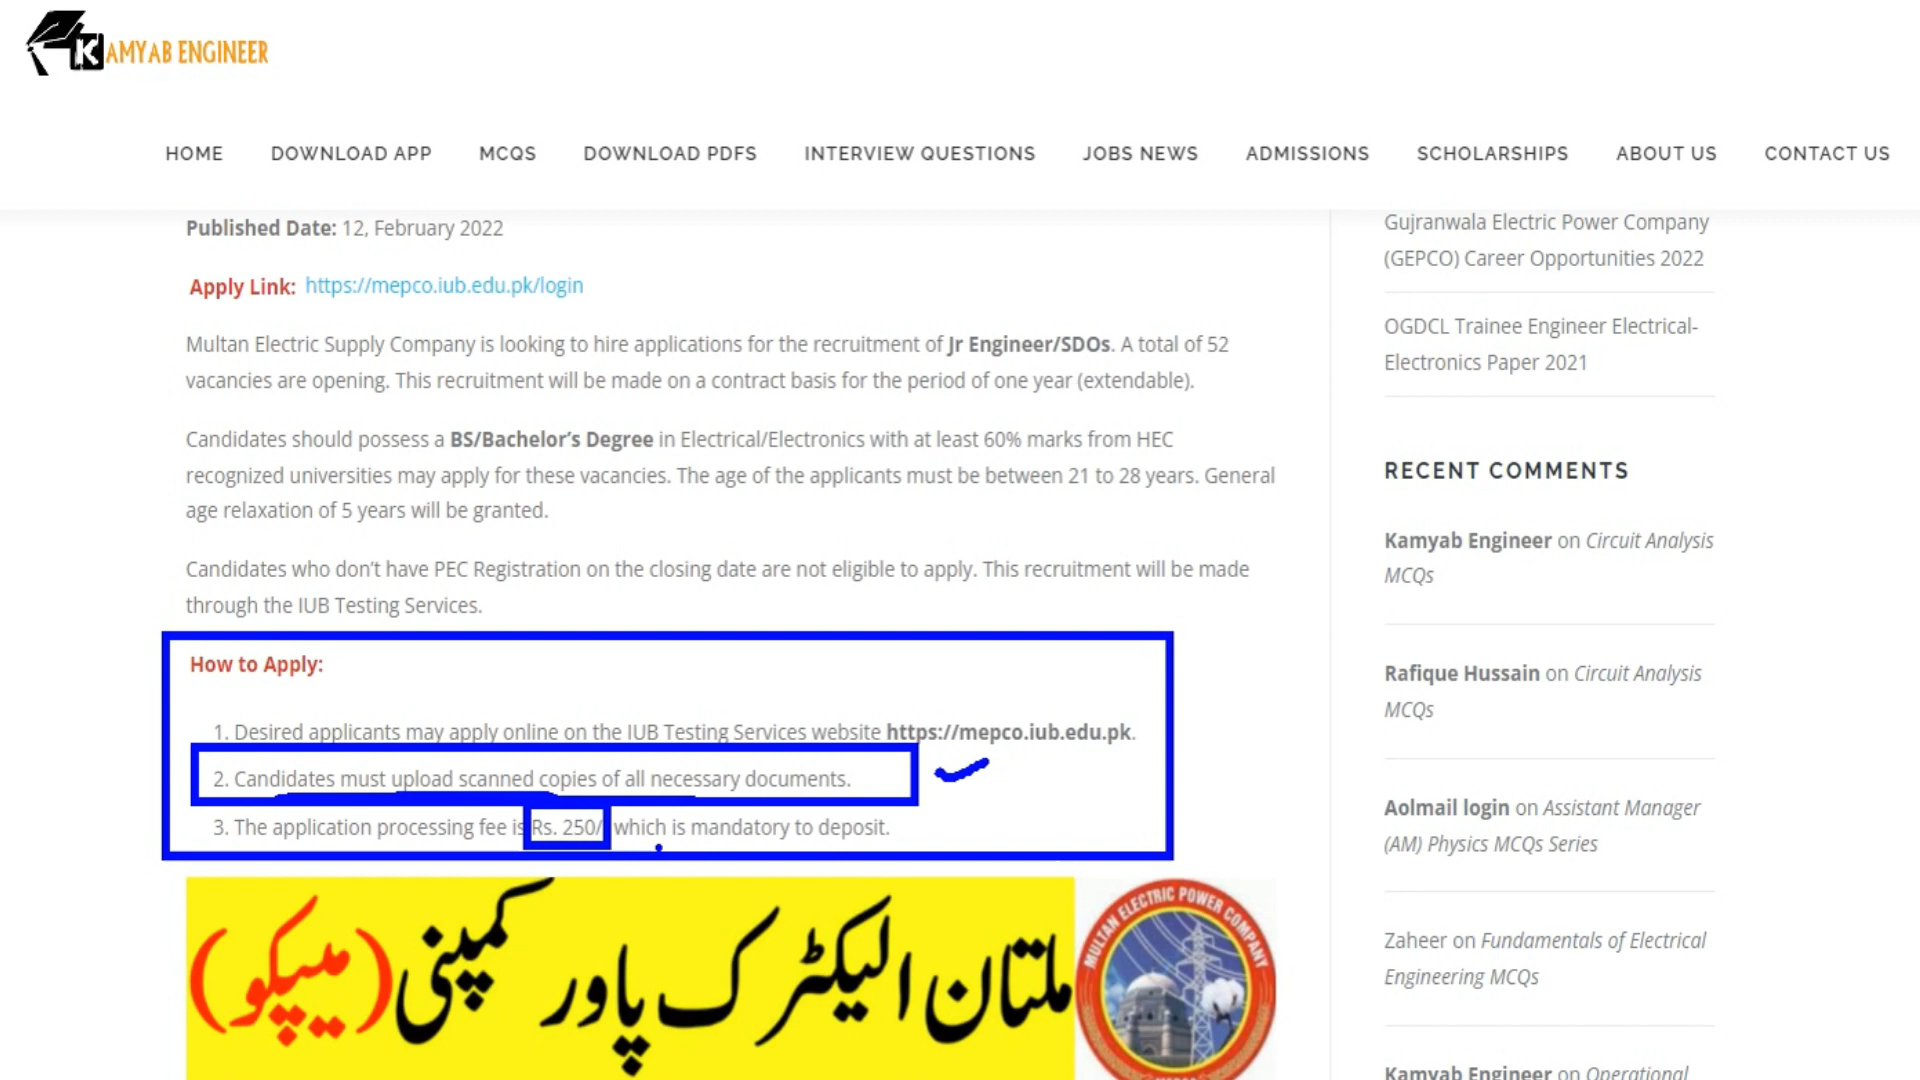 KAMYAB ENGINEER
HOME DOWNLOAD APP MCQS DOWNLOAD PDFS INTERVIEW QUESTIONS JOBS NEWS ADMISSIONS SCHOLARSHIPS ABOUT US CONTACT US
Published Date: 12, February 2022
Apply Link: https://mepco.iub.edu.pk/login
Multan Electric Supply Company is looking to hire applications for the recruitment of Jr Engineer/SDOs. A total of 52
vacancies are opening. This recruitment will be made on a contract basis for the period of one year (extendable).
Candidates should possess a BS/Bachelor’s Degree in Electrical/Electronics with at least 60% marks from HEC
recognized universities may apply for these vacancies. The age of the applicants must be between 21 to 28 years. General
age relaxation of 5 years will be granted.
Candidates who don’t have PEC Registration on the closing date are not eligible to apply. This recruitment will be made
through the IUB Testing Services.
How to Apply:
1. Desired applicants may apply online on the IUB Testing Services website https://mepco.iub.edu.pk.
2. Candidates must upload scanned copies of all necessary documents.
3. The application processing fee is Rs. 250/ which is mandatory to deposit.
ملتان الیکٹرک پاور کمپنی (میپکو)
MULTAN ELECTRIC POWER COMPANY
Gujranwala Electric Power Company
(GEPCO) Career Opportunities 2022
OGDCL Trainee Engineer Electrical-
Electronics Paper 2021
RECENT COMMENTS
Kamyab Engineer on Circuit Analysis
MCQs
Rafique Hussain on Circuit Analysis
MCQs
Aolmail login on Assistant Manager
(AM) Physics MCQs Series
Zaheer on Fundamentals of Electrical
Engineering MCQs
Kamyab Engineer on Operational